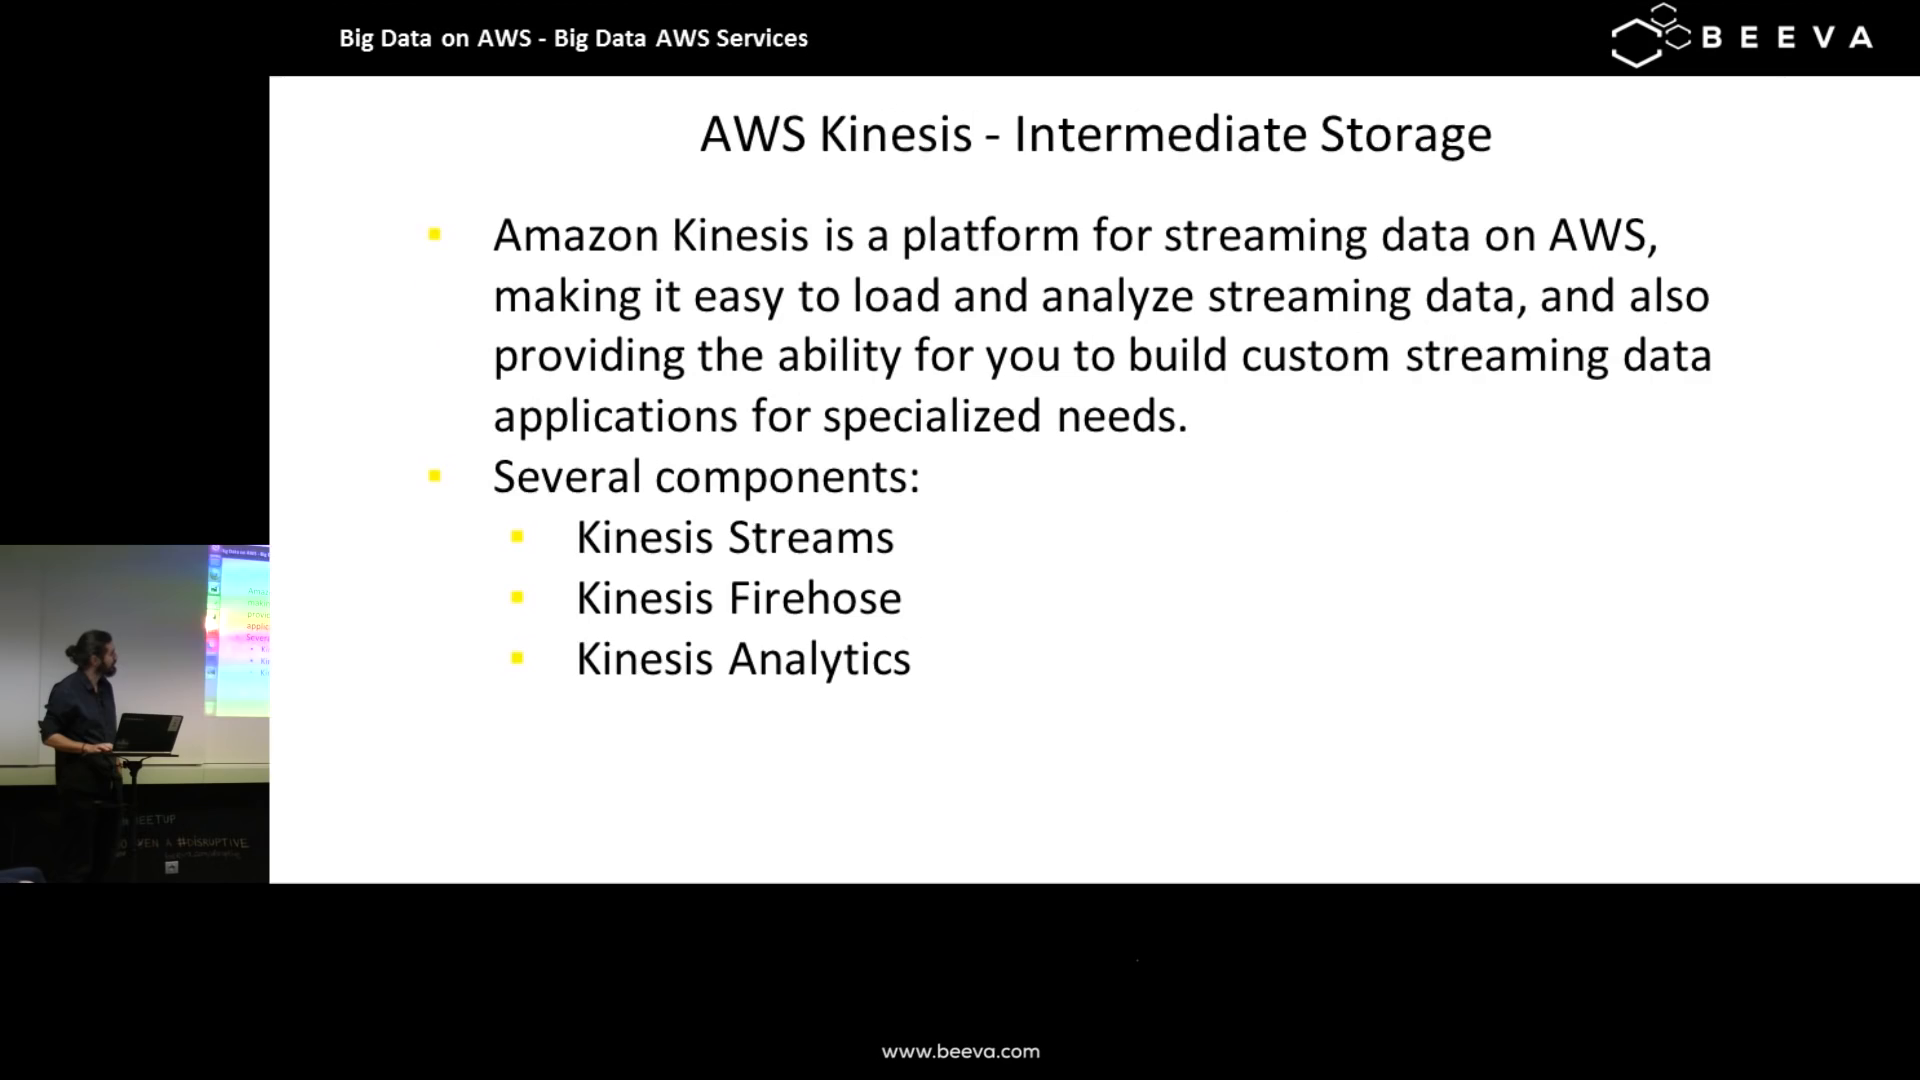 Big Data on AWS - Big Data AWS Services
BEEVA
AWS Kinesis - Intermediate Storage
Amazon Kinesis is a platform for streaming data on AWS,
making it easy to load and analyze streaming data, and also
providing the ability for you to build custom streaming data
applications for specialized needs.
Several components:
Kinesis Streams
Kinesis Firehose
Kinesis Analytics
#DISRUPTIVE
www.beeva.com